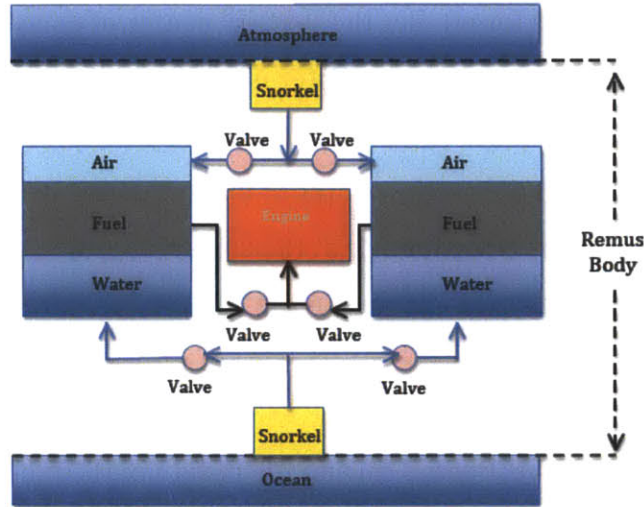 Atmosphere
Snorkel
Valve Valve
Air Air
Engine
Fuel Fuel
Remus
Body
Water Water
Valve Valve
Valve Valve
Snorkel
Ocean